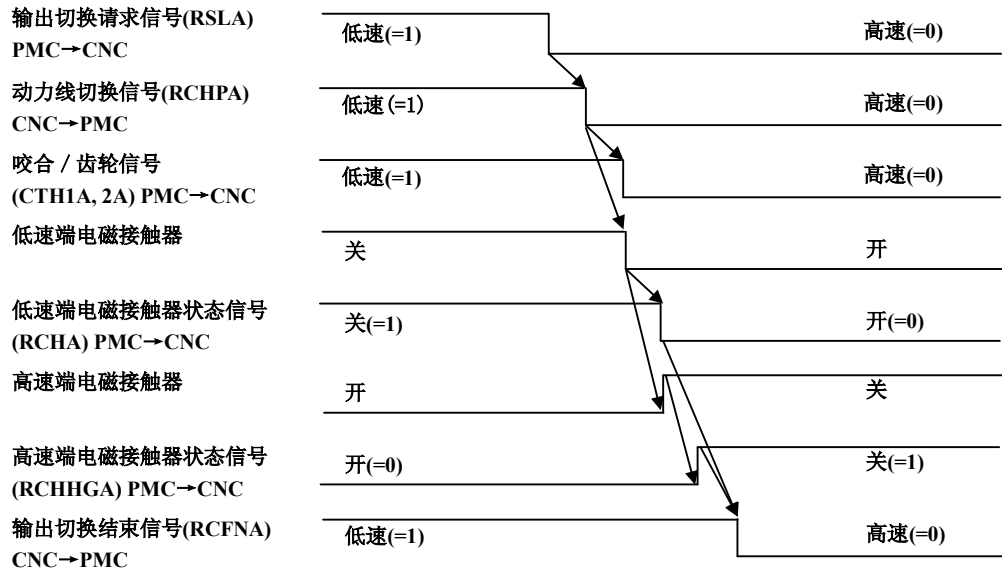 输出切换请求信号(RSLA)
PMC→CNC
低速(=1)
高速(=0)
动力线切换信号(RCHPA)
CNC→PMC
低速(=1)
高速(=0)
咬合／齿轮信号
(CTH1A, 2A) PMC→CNC
低速(=1)
高速(=0)
低速端电磁接触器
关
开
低速端电磁接触器状态信号
(RCHA) PMC→CNC
关(=1)
开(=0)
高速端电磁接触器
开
关
高速端电磁接触器状态信号
(RCHHGA) PMC→CNC
开(=0)
关(=1)
输出切换结束信号(RCFNA)
CNC→PMC
低速(=1)
高速(=0)